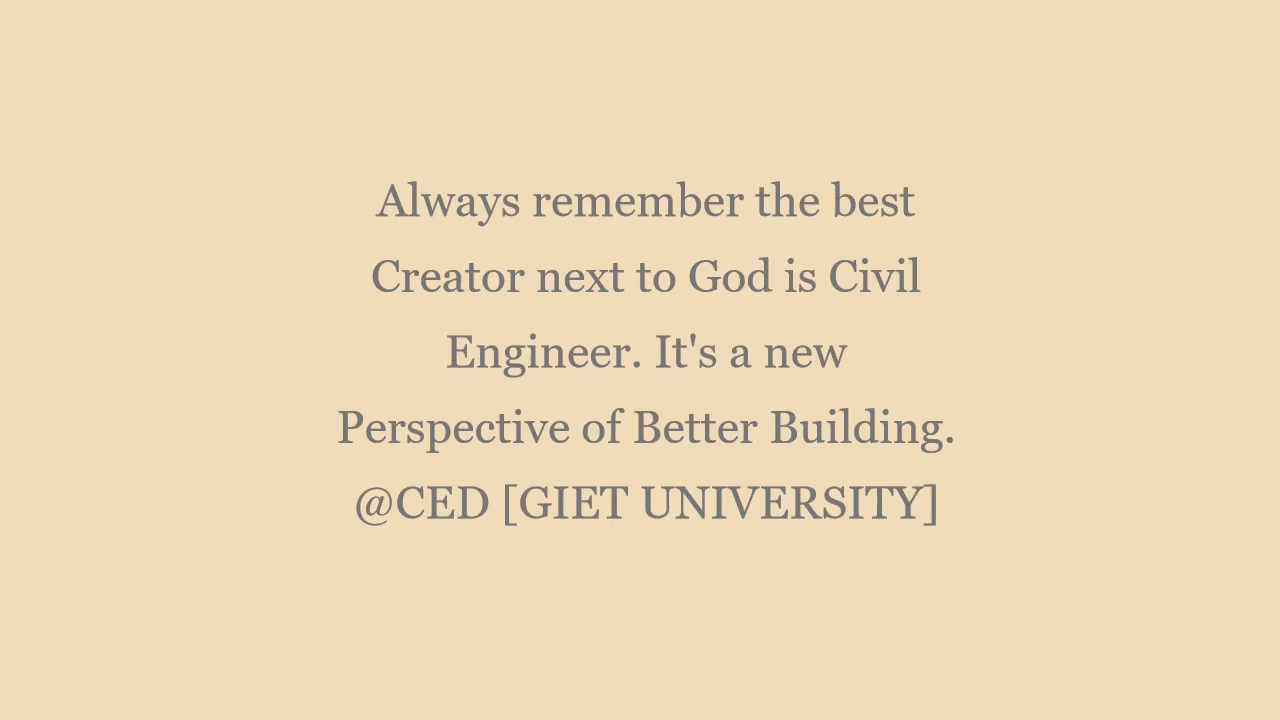 Always remember the best
Creator next to God is Civil
Engineer. It's a new
Perspective of Better Building.
@CED [GIET UNIVERSITY]